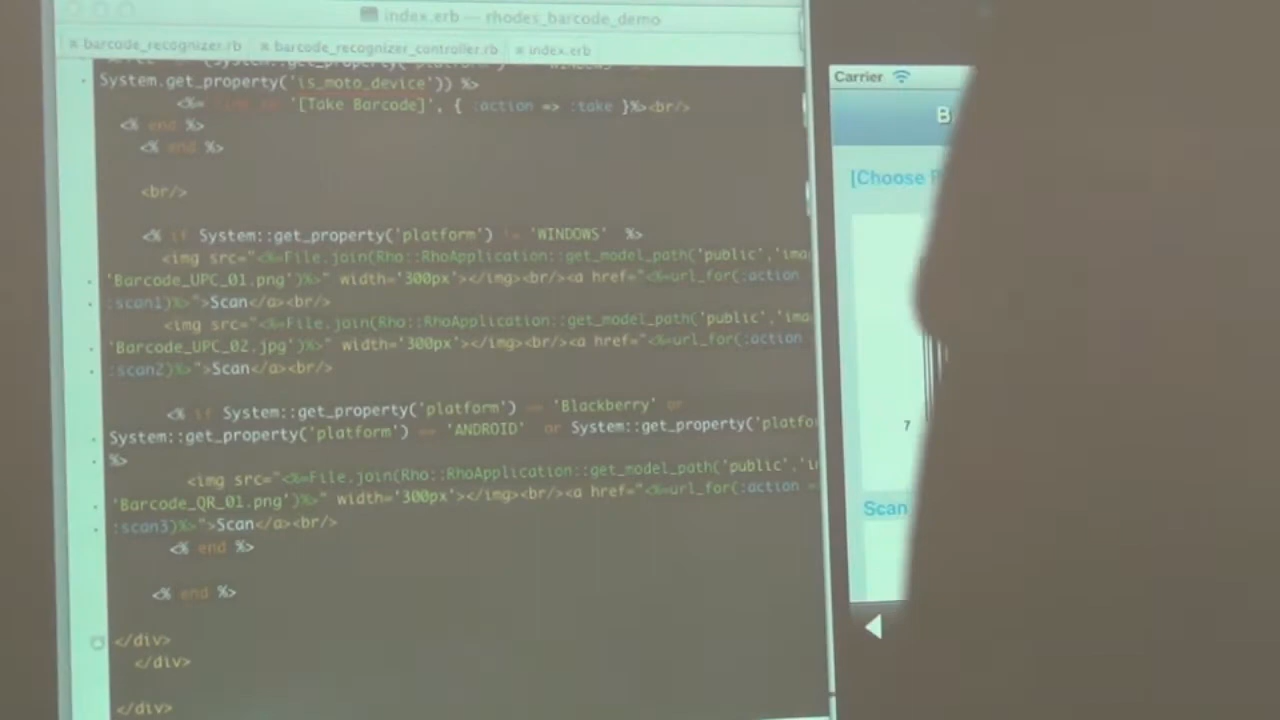 index.erb — rhodes_barcode_demo
barcode_recognizer.rb
barcode_recognizer_controller.rb
index.erb
System.get_property('is_moto_device')) %>
<%= '[Take Barcode]', { :action => :take }%><br/>
<% end %>
<% end %>
<br/>
<% if System::get_property('platform') != 'WINDOWS' %>
<img src="<%=File.join(Rho::RhoApplication::get_model_path('public','ima
'Barcode_UPC_01.png')%>" width='300px'></img><br/><a href="<%=url_for(:action
:scan1)%>">Scan</a><br/>
<img src="<%=File.join(Rho::RhoApplication::get_model_path('public','ima
'Barcode_UPC_02.jpg')%>" width='300px'></img><br/><a href="<%=url_for(:action
:scan2)%>">Scan</a><br/>
<% if System::get_property('platform') == 'Blackberry' or
System::get_property('platform') == 'ANDROID' or System::get_property('platfo
%>
<img src="<%=File.join(Rho::RhoApplication::get_model_path('public','i
'Barcode_QR_01.png')%>" width='300px'></img><br/><a href="<%=url_for(:action =
:scan3)%>">Scan</a><br/>
<% end %>
<% end %>
</div>
</div>
</div>
Carrier
B
[Choose
7
Scan